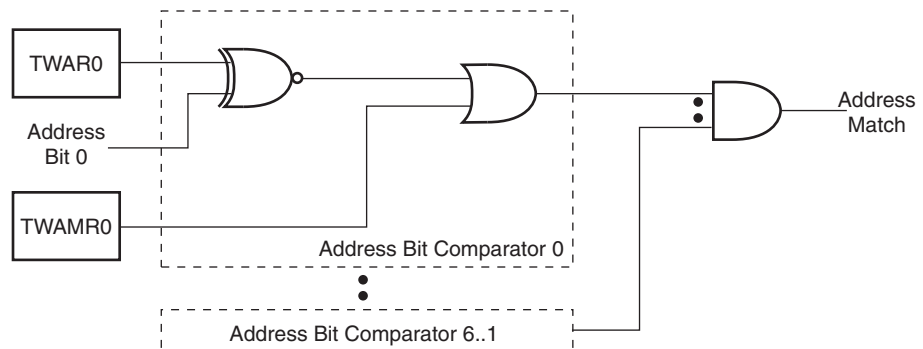 TWAR0
Address
Bit 0
TWAMR0
Address Bit Comparator 0
Address
Match
Address Bit Comparator 6..1